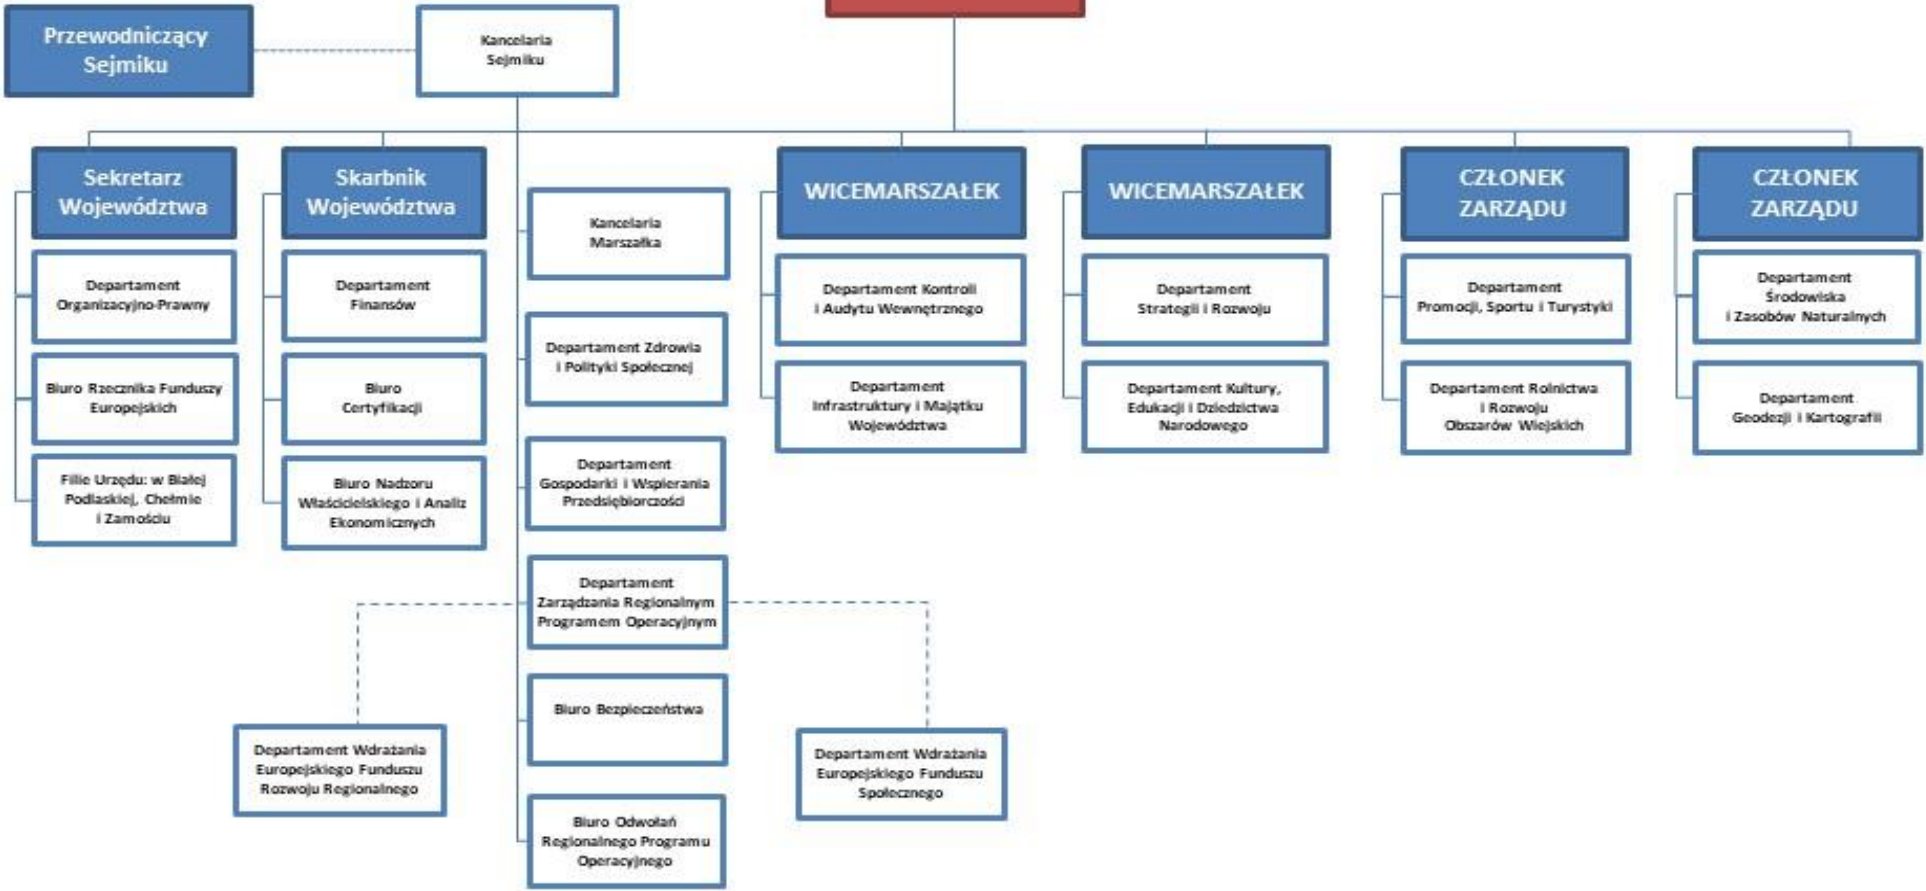 Przewodniczący
Sejmiku
Kancelaria
Sejmiku
Sekretarz
Województwa
Departament
Organizacyjno-Prawny
Biuro Rzecznika Funduszy
Europejskich
Filie Urzędu: w Białej
Podlaskiej, Chełmie
i Zamościu
Skarbnik
Województwa
Departament
Finansów
Biuro
Certyfikacji
Biuro Nadzoru
Właścicielskiego i Analiz
Ekonomicznych
Kancelaria
Marszałka
Departament Zdrowia
i Polityki Społecznej
Departament
Gospodarki i Wspierania
Przedsiębiorczości
Departament
Zarządzania Regionalnym
Programem Operacyjnym
Biuro Bezpieczeństwa
Biuro Odwołań
Regionalnego Programu
Operacyjnego
Departament Wdrażania
Europejskiego Funduszu
Rozwoju Regionalnego
Departament Wdrażania
Europejskiego Funduszu
Społecznego
WICEMARSZAŁEK
Departament Kontroli
i Audytu Wewnętrznego
Departament
Infrastruktury i Majątku
Województwa
WICEMARSZAŁEK
Departament
Strategii i Rozwoju
Departament Kultury,
Edukacji i Dziedzictwa
Narodowego
CZŁONEK
ZARZĄDU
Departament
Promocji, Sportu i Turystyki
Departament Rolnictwa
i Rozwoju
Obszarów Wiejskich
CZŁONEK
ZARZĄDU
Departament
Środowiska
i Zasobów Naturalnych
Departament
Geodezji i Kartografii